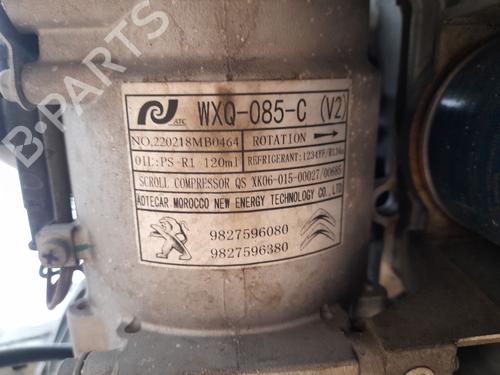 B-PARTS
ATC WXQ-085-C (V2)
NO.220218MB0464 ROTATION
OIL:PS-R1 120ml REFRIGERANT:1234YF/R134a
SCROLL COMPRESSOR QS XK06-015-00027/00685
AOTECAR MOROCCO NEW ENERGY TECHNOLOGY CO., LTD
9827596080
9827596380